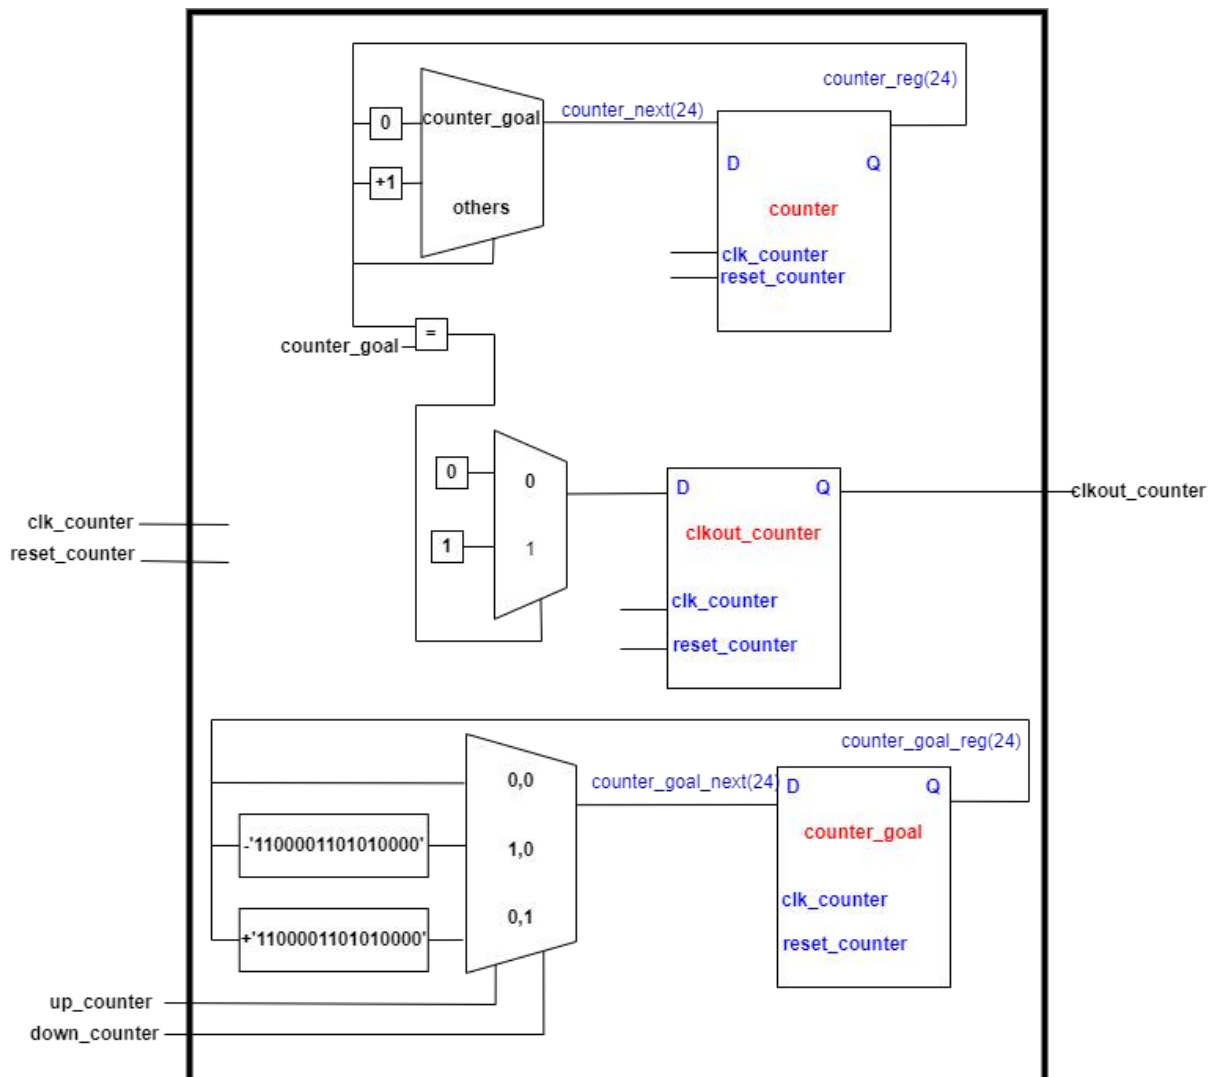 counter_reg(24)
counter_next(24)
0
counter_goal
D
Q
+1
others
counter
clk_counter
reset_counter
=
counter_goal
0
0
D
Q
clkout_counter
clk_counter
reset_counter
clkout_counter
1
1
clk_counter
reset_counter
counter_goal_reg(24)
0,0
counter_goal_next(24)
D
Q
counter_goal
-'1100001101010000'
1,0
clk_counter
0,1
+'1100001101010000'
reset_counter
up_counter
down_counter